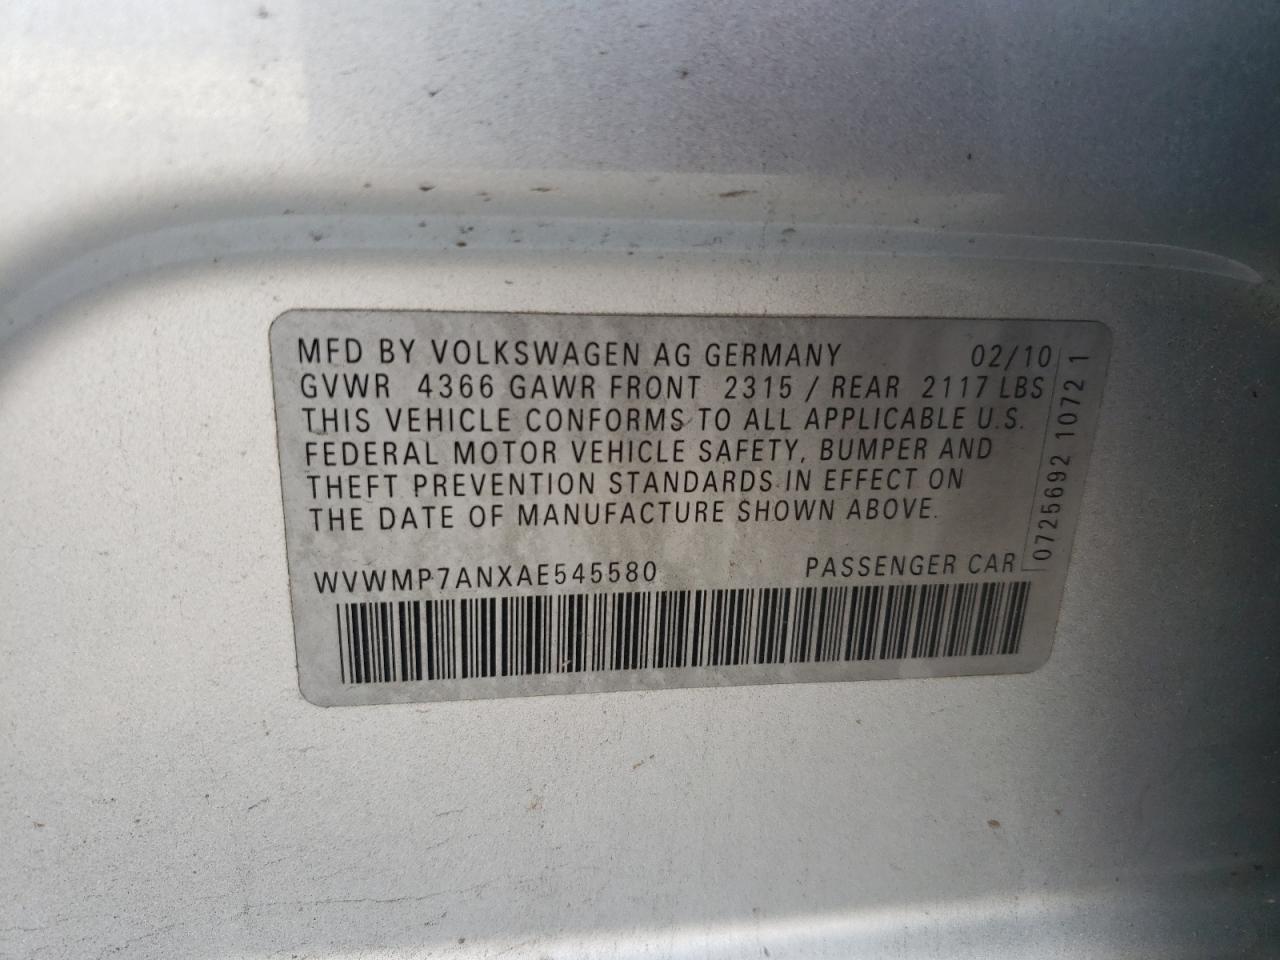 MFD BY VOLKSWAGEN AG GERMANY 02/10
GVWR 4366 GAWR FRONT 2315 / REAR 2117 LBS
THIS VEHICLE CONFORMS TO ALL APPLICABLE U.S.
FEDERAL MOTOR VEHICLE SAFETY, BUMPER AND
THEFT PREVENTION STANDARDS IN EFFECT ON
THE DATE OF MANUFACTURE SHOWN ABOVE.
WVWMP7ANXAE545580 PASSENGER CAR
0725692 10721